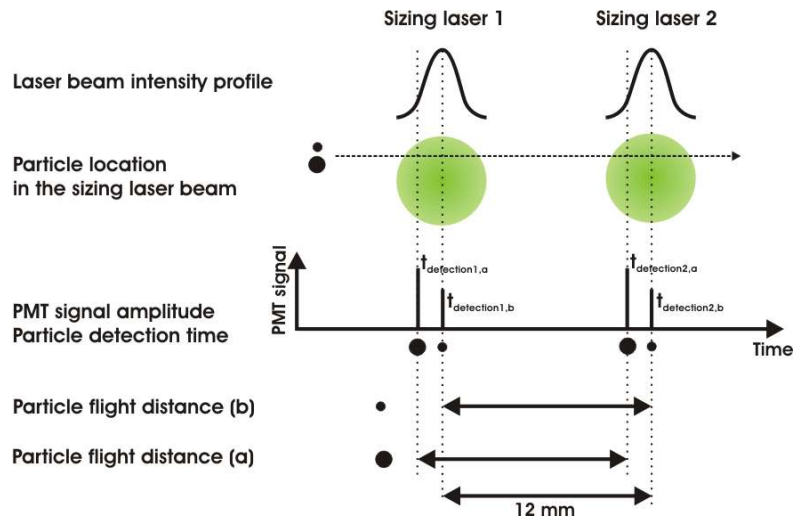 Sizing laser 1
Sizing laser 2
Laser beam intensity profile
Particle location
in the sizing laser beam
PMT signal
tdetection1,a
tdetection2,a
tdetection1,b
tdetection2,b
PMT signal amplitude
Particle detection time
Time
Particle flight distance (b)
Particle flight distance (a)
12 mm